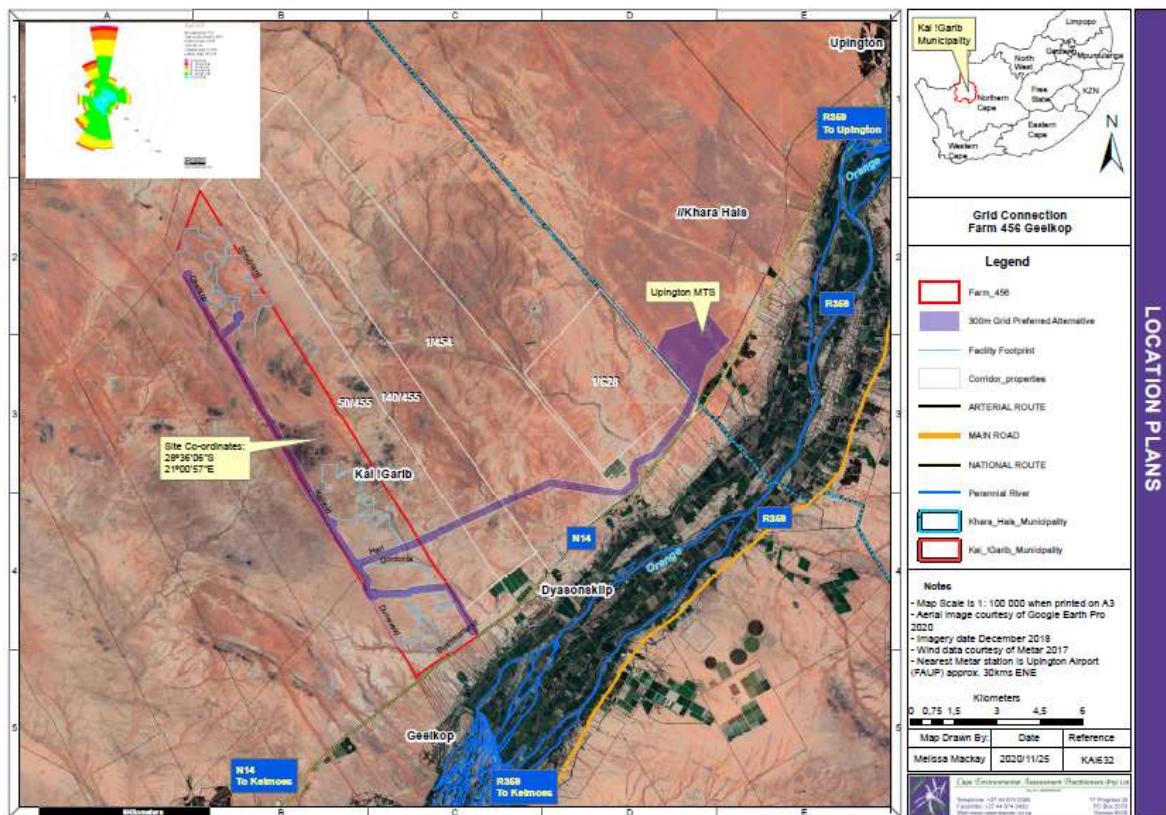 A
B
C
D
E
1
2
3
4
5
Upington
R359
To Upington
Orange
//Khara Hais
R359
Upington MTS
1/454
1/628
50/455
140/455
Site Co-ordinates:
28º36'06"S
21º00'57"E
Kai !Garib
N14
R359
Orange
Dyasonsklip
Geelkop
N14
To Keimoes
R359
To Keimoes
Kai !Garib
Municipality
Limpopo
Gauteng
Mpumulanga
North
West
Free
State
KZN
Northern
Cape
Eastern
Cape
Western
Cape
N
Grid Connection
Farm 456 Geelkop
Legend
Farm_456
300m Grid Preferred Alternative
Facility Footprint
Corridor_properties
ARTERIAL ROUTE
MAIN ROAD
NATIONAL ROUTE
Perennial River
Khara_Hais_Municipality
Kai_!Garib_Municipality
Notes
- Map Scale is 1: 100 000 when printed on A3
- Aerial Image courtesy of Google Earth Pro
2020
- Imagery date December 2018
- Wind data courtesy of Metar 2017
- Nearest Metar station is Upington Airport
(FAUP) approx. 30kms ENE
Kilometers
0 0,75 1,5 3 4,5 6
Map Drawn By: Date Reference
Melissa Mackay 2020/11/25 KAI632
Cape Environmental Assessment Practitioners (Pty) Ltd
LOCATION PLANS